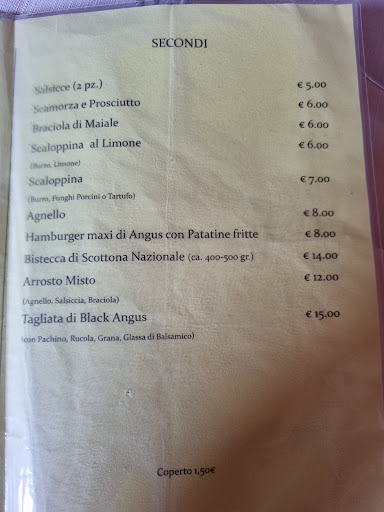 SECONDI
Salsicce (2 pz.) € 5.00
Scamorza e Prosciutto € 6.00
Braciola di Maiale € 6.00
Scaloppina al Limone € 6.00
(Burro, Limone)
Scaloppina € 7.00
(Burro, Funghi Porcini o Tartufo)
Agnello € 8.00
Hamburger maxi di Angus con Patatine fritte € 8.00
Bistecca di Scottona Nazionale (ca. 400-500 gr.) € 14.00
Arrosto Misto € 12.00
(Agnello, Salsiccia, Braciola)
Tagliata di Black Angus € 15.00
(con Pachino, Rucola, Grana, Glassa di Balsamico)
Coperto 1,50€